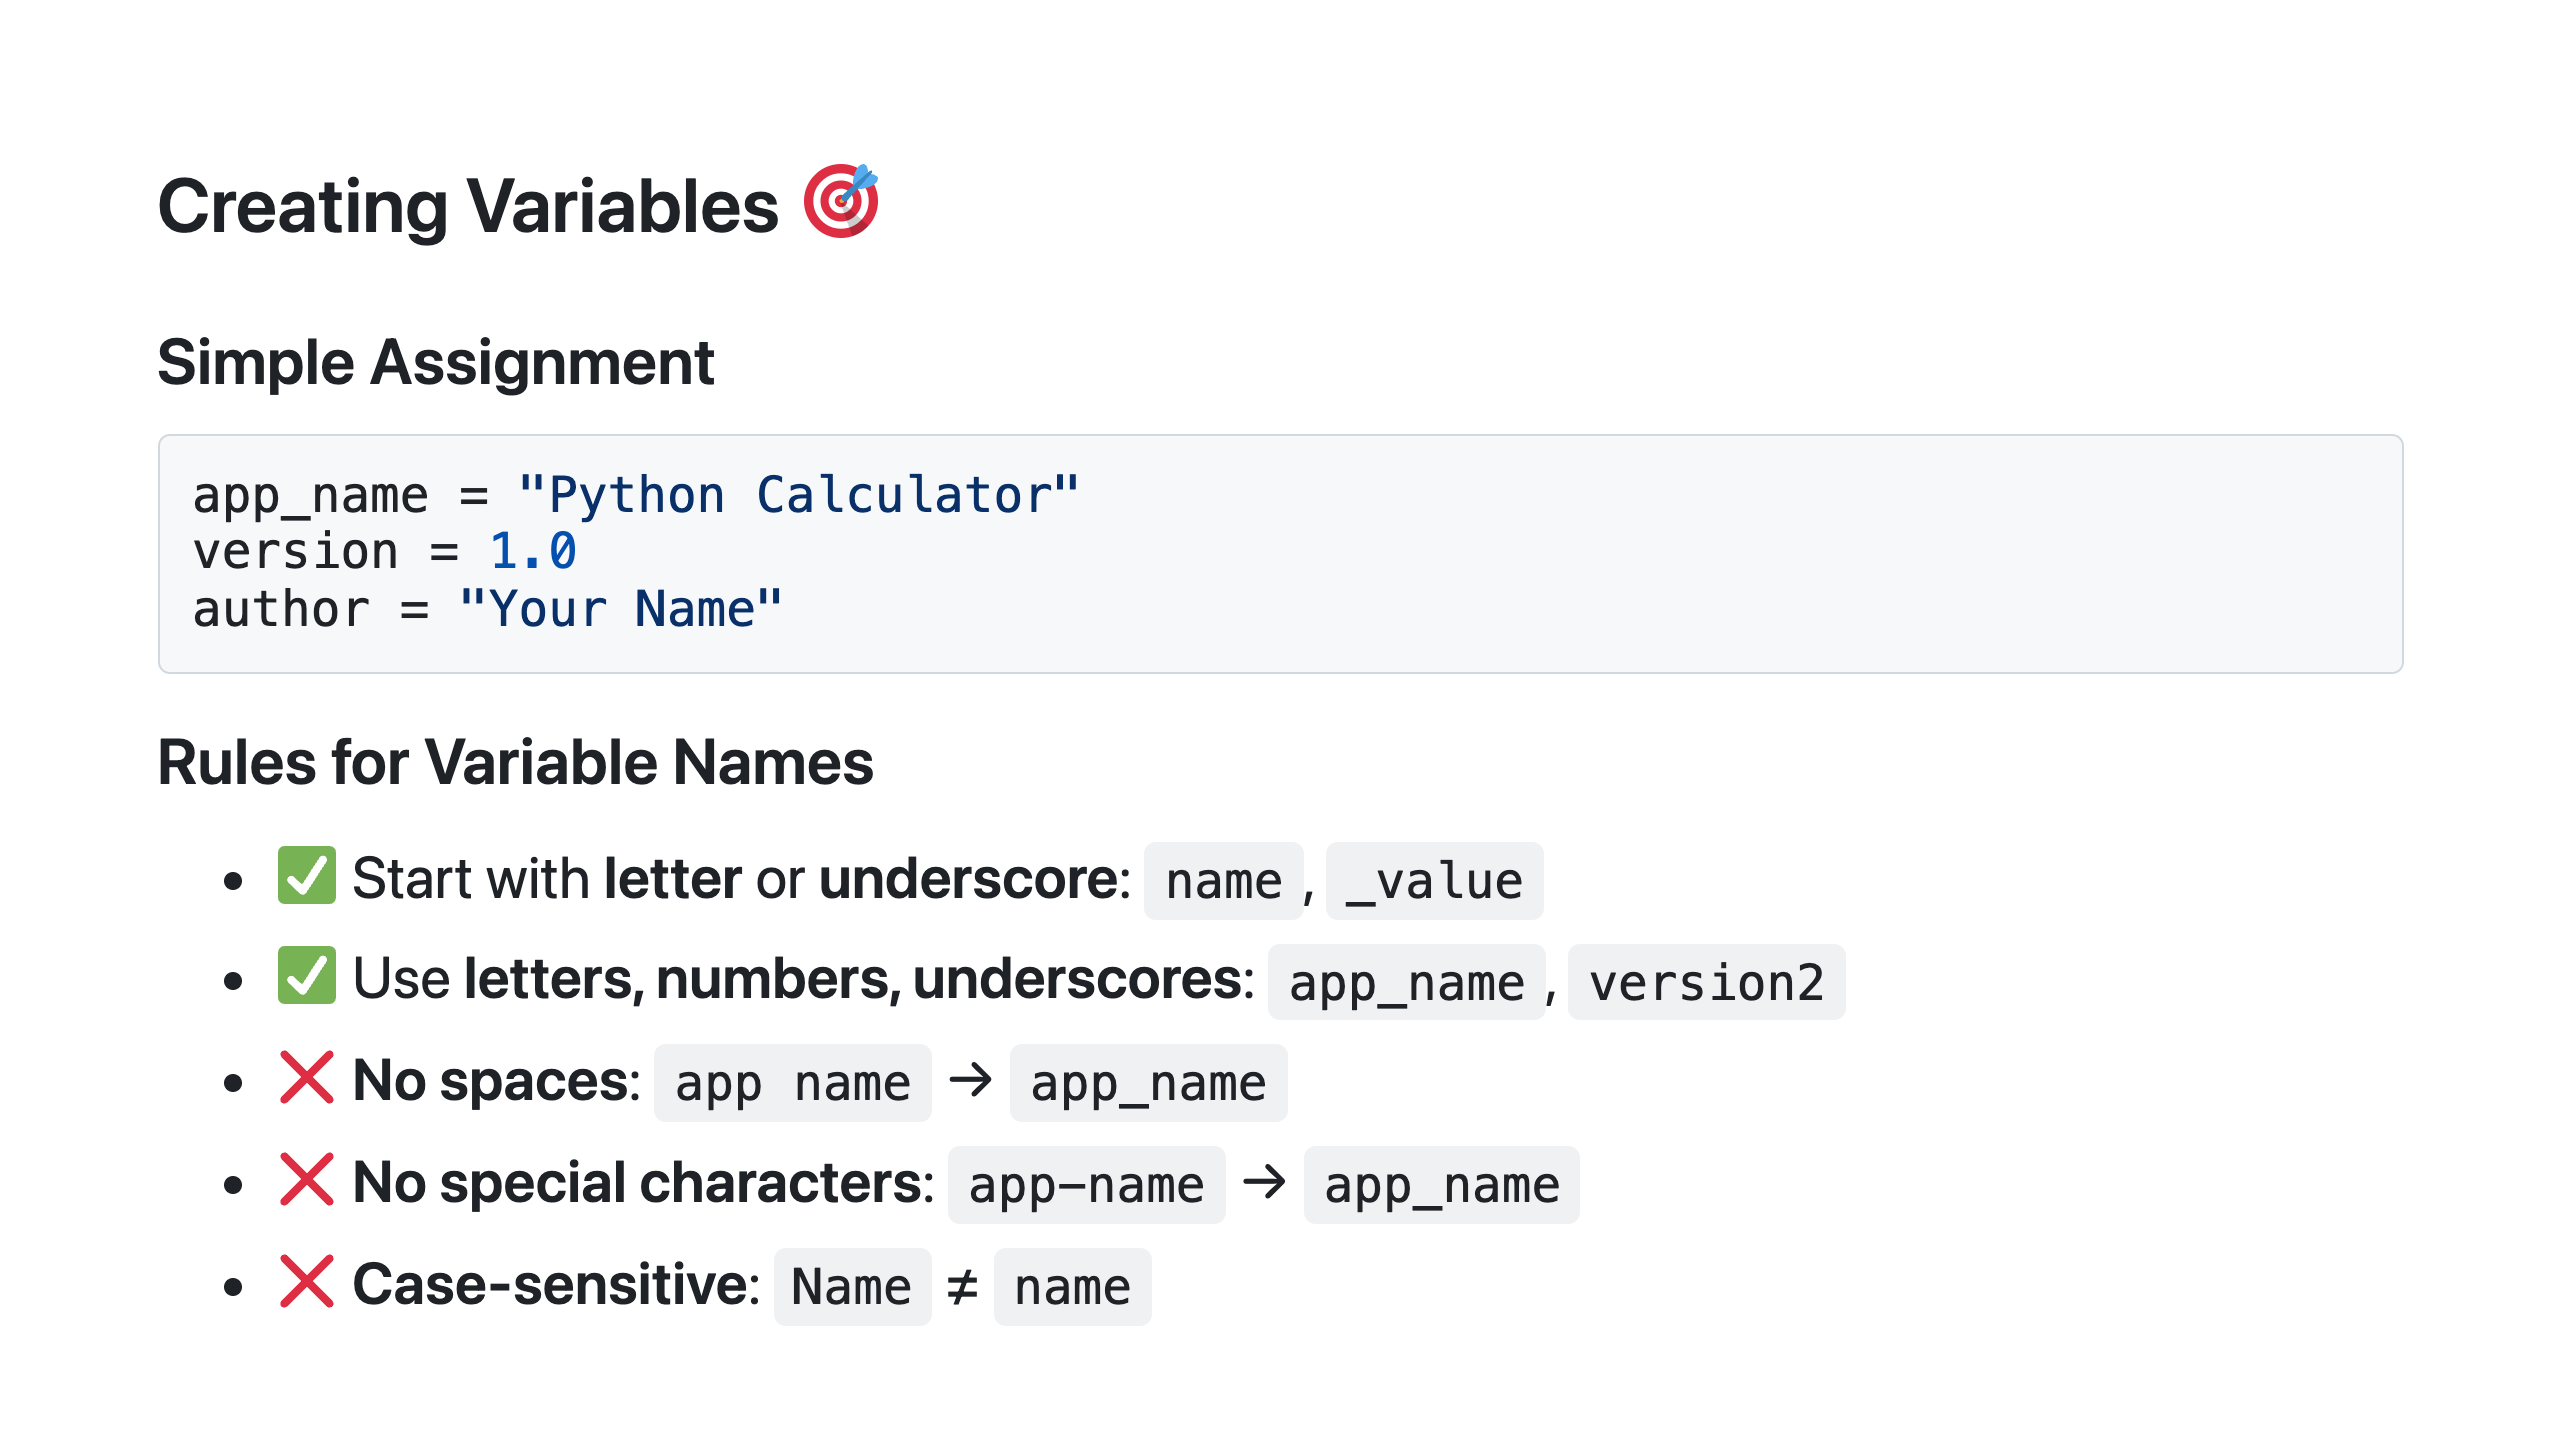 Creating Variables 🎯
Simple Assignment
app_name = "Python Calculator"
version = 1.0
author = "Your Name"
Rules for Variable Names
• ✅ Start with letter or underscore: name, _value
• ✅ Use letters, numbers, underscores: app_name, version2
• ❌ No spaces: app name → app_name
• ❌ No special characters: app-name → app_name
• ❌ Case-sensitive: Name ≠ name